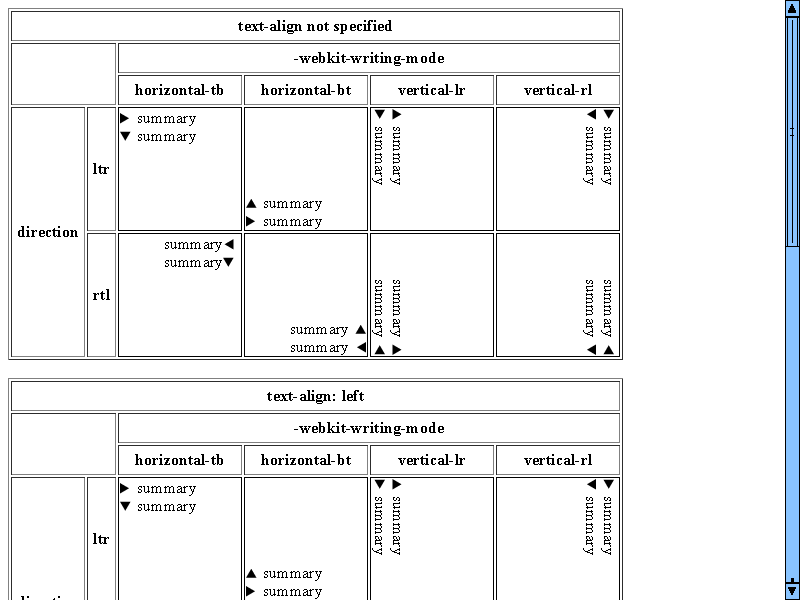 text-align not specified
-webkit-writing-mode
horizontal-tb horizontal-bt vertical-lr vertical-rl
direction
ltr
▶ summary
▼ summary
▲ summary
▶ summary
▼ summary
▶ summary
◀ summary
▼ summary
rtl
summary◀
summary▼
summary ▲
summary ◀
summary ▲
summary ▶
summary ◀
summary ▲
text-align: left
-webkit-writing-mode
horizontal-tb horizontal-bt vertical-lr vertical-rl
ltr
▶ summary
▼ summary
▲ summary
▶ summary
▼ summary
▶ summary
◀ summary
▼ summary